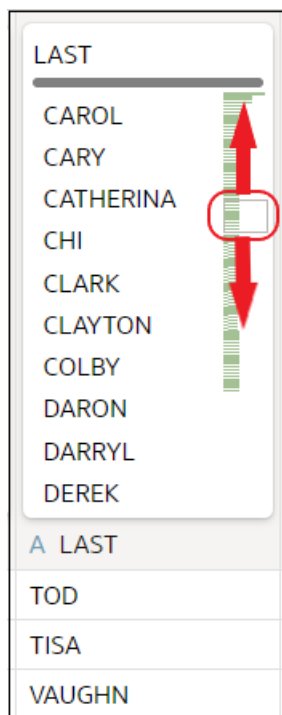 LAST
CAROL
CARY
CATHERINA
CHI
CLARK
CLAYTON
COLBY
DARON
DARRYL
DEREK
A LAST
TOD
TISA
VAUGHN